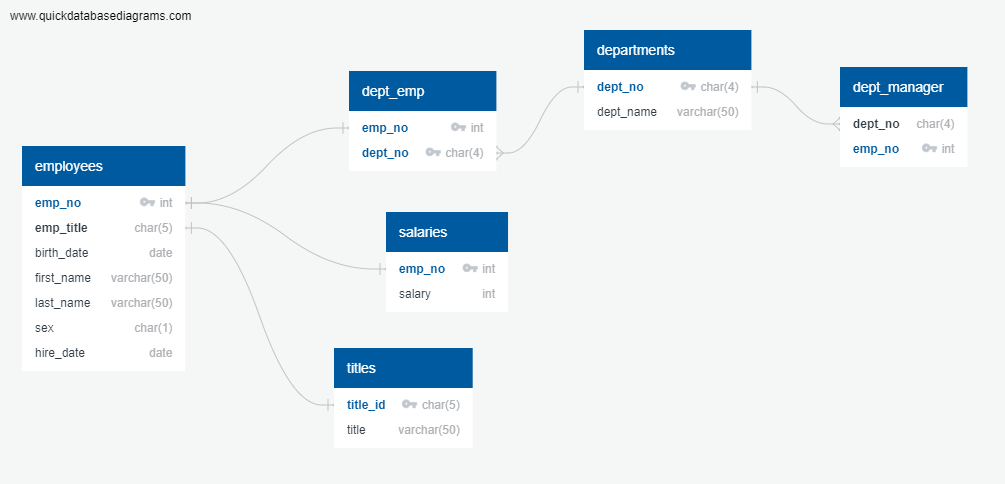 www.quickdatabasediagrams.com
employees
emp_no int
emp_title char(5)
birth_date date
first_name varchar(50)
last_name varchar(50)
sex char(1)
hire_date date
dept_emp
emp_no int
dept_no char(4)
salaries
emp_no int
salary int
titles
title_id char(5)
title varchar(50)
departments
dept_no char(4)
dept_name varchar(50)
dept_manager
dept_no char(4)
emp_no int